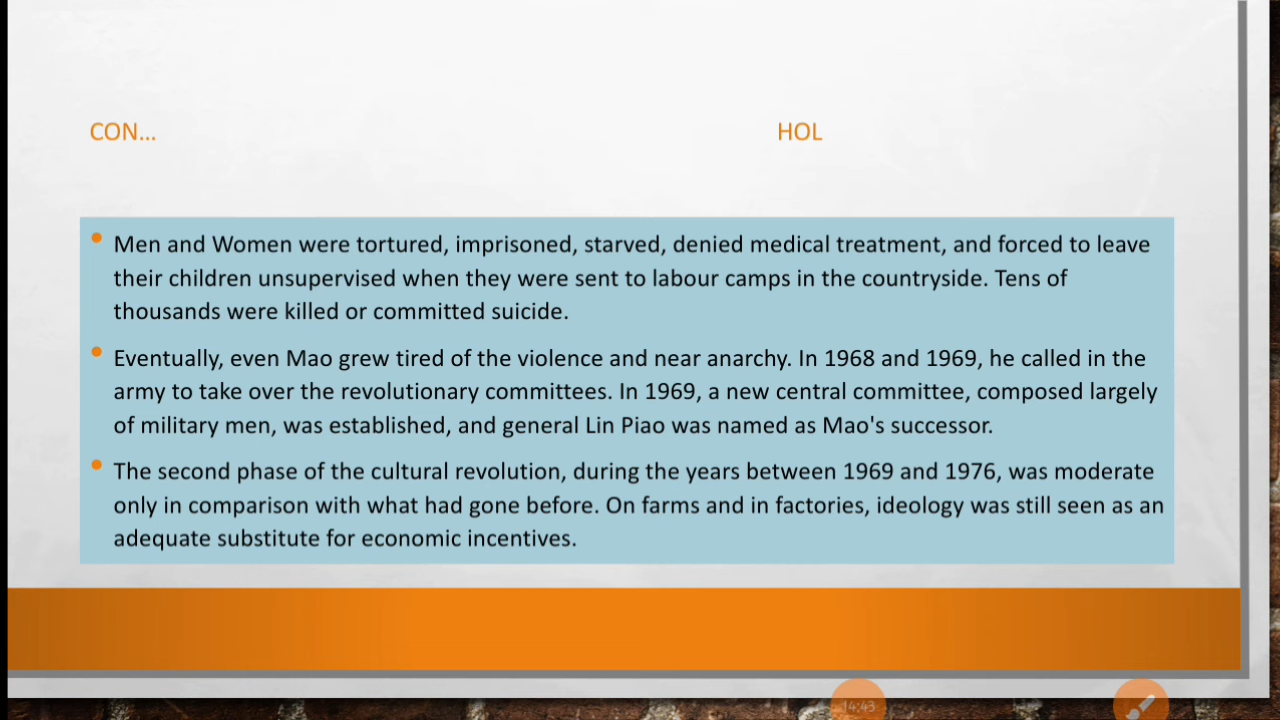 CON... HOL
• Men and Women were tortured, imprisoned, starved, denied medical treatment, and forced to leave
their children unsupervised when they were sent to labour camps in the countryside. Tens of
thousands were killed or committed suicide.
• Eventually, even Mao grew tired of the violence and near anarchy. In 1968 and 1969, he called in the
army to take over the revolutionary committees. In 1969, a new central committee, composed largely
of military men, was established, and general Lin Piao was named as Mao's successor.
• The second phase of the cultural revolution, during the years between 1969 and 1976, was moderate
only in comparison with what had gone before. On farms and in factories, ideology was still seen as an
adequate substitute for economic incentives.
14:43